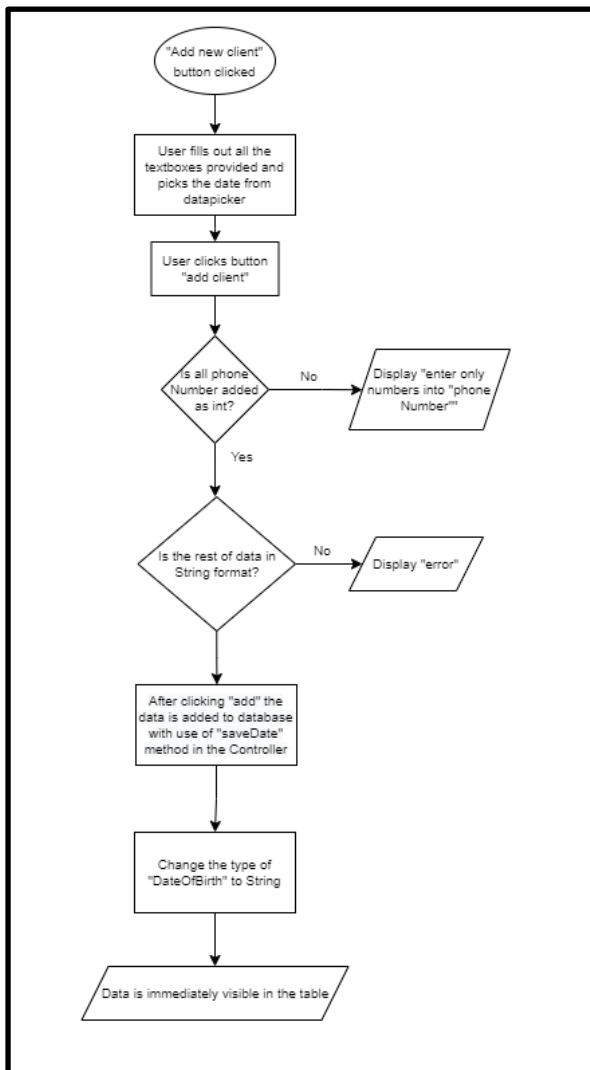 "Add new client"
button clicked
User fills out all the
textboxes provided and
picks the date from
datapicker
User clicks button
"add client"
Is all phone
Number added
as int?
No
Display "enter only
numbers into "phone
Number""
Yes
Is the rest of data in
String format?
No
Display "error"
After clicking "add" the
data is added to database
with use of "saveDate"
method in the Controller
Change the type of
"DateOfBirth" to String
Data is immediately visible in the table